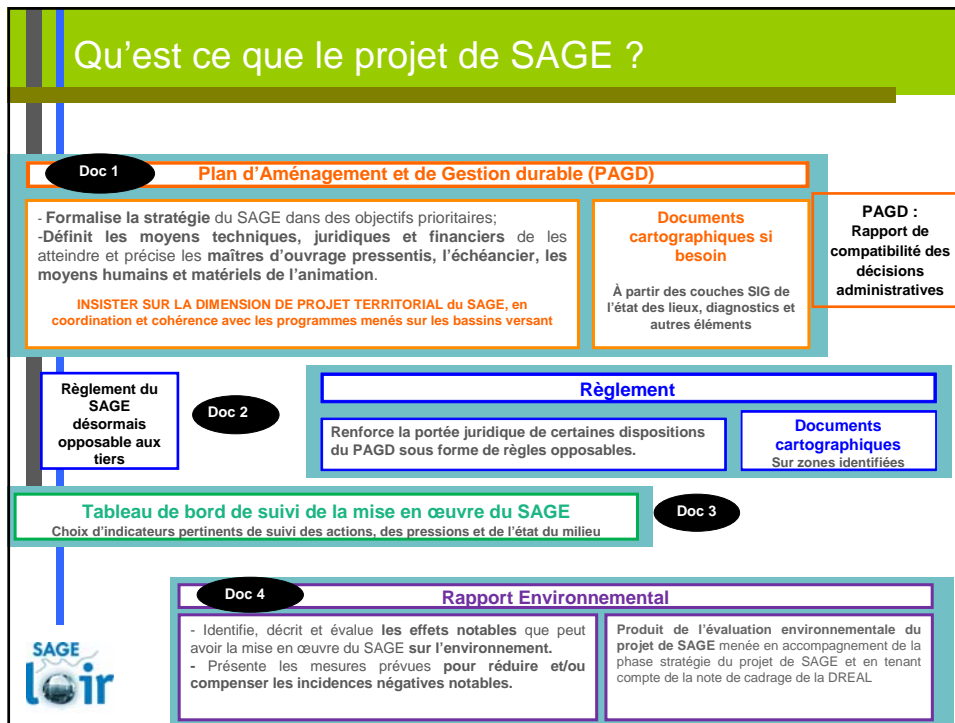 Qu'est ce que le projet de SAGE ?
Doc 1
Plan d'Aménagement et de Gestion durable (PAGD)
- Formalise la stratégie du SAGE dans des objectifs prioritaires;
-Définit les moyens techniques, juridiques et financiers de les
atteindre et précise les maîtres d'ouvrage pressentis, l'échéancier, les
moyens humains et matériels de l'animation.
INSISTER SUR LA DIMENSION DE PROJET TERRITORIAL du SAGE, en
coordination et cohérence avec les programmes menés sur les bassins versant
Documents
cartographiques si
besoin
À partir des couches SIG de
l'état des lieux, diagnostics et
autres éléments
PAGD :
Rapport de
compatibilité des
décisions
administratives
Règlement du
SAGE
désormais
opposable aux
tiers
Doc 2
Règlement
Renforce la portée juridique de certaines dispositions
du PAGD sous forme de règles opposables.
Documents
cartographiques
Sur zones identifiées
Tableau de bord de suivi de la mise en œuvre du SAGE
Choix d'indicateurs pertinents de suivi des actions, des pressions et de l'état du milieu
Doc 3
Doc 4
Rapport Environnemental
- Identifie, décrit et évalue les effets notables que peut
avoir la mise en œuvre du SAGE sur l'environnement.
- Présente les mesures prévues pour réduire et/ou
compenser les incidences négatives notables.
Produit de l'évaluation environnementale du
projet de SAGE menée en accompagnement de la
phase stratégie du projet de SAGE et en tenant
compte de la note de cadrage de la DREAL
SAGE
Loir